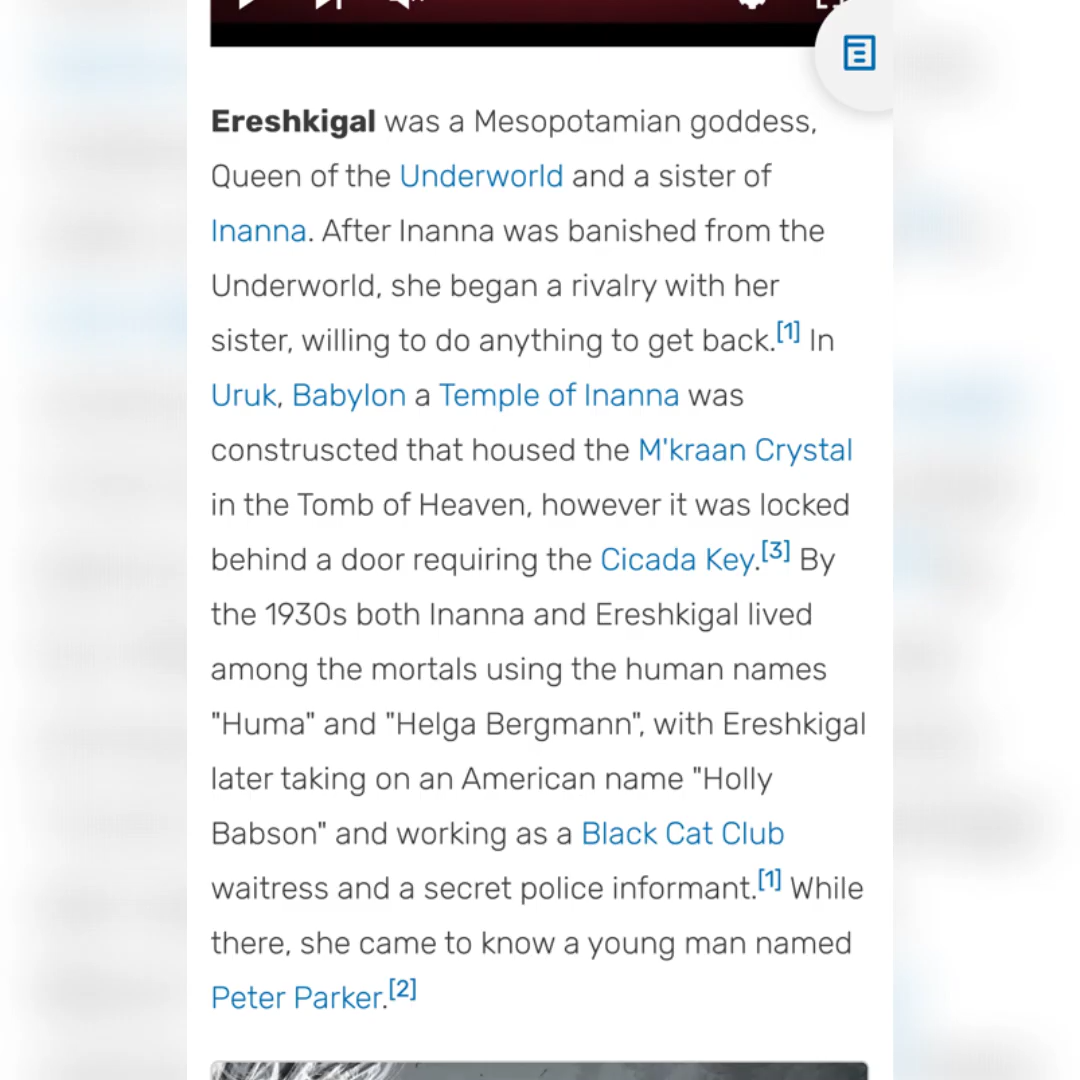 Ereshkigal was a Mesopotamian goddess,
Queen of the Underworld and a sister of
Inanna. After Inanna was banished from the
Underworld, she began a rivalry with her
sister, willing to do anything to get back.[1] In
Uruk, Babylon a Temple of Inanna was
construscted that housed the M'kraan Crystal
in the Tomb of Heaven, however it was locked
behind a door requiring the Cicada Key.[3] By
the 1930s both Inanna and Ereshkigal lived
among the mortals using the human names
"Huma" and "Helga Bergmann", with Ereshkigal
later taking on an American name "Holly
Babson" and working as a Black Cat Club
waitress and a secret police informant.[1] While
there, she came to know a young man named
Peter Parker.[2]